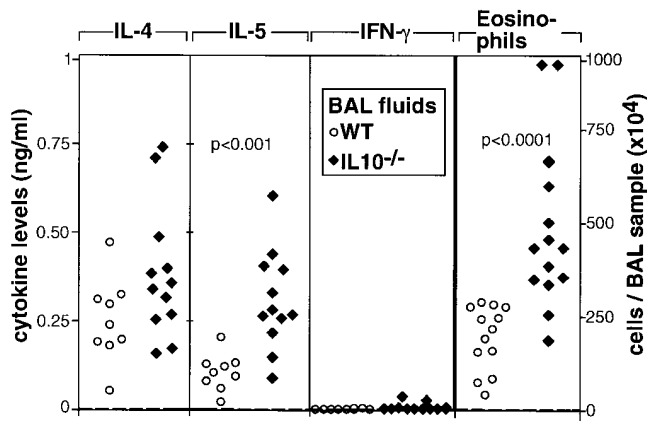 IL-4 IL-5 IFN-γ Eosino-
phils
1
0.75
0.50
0.25
0
cytokine levels (ng/ml)
BAL fluids
WT
IL10-/-
p<0.001
p<0.0001
1000
750
500
250
0
cells / BAL sample (x10⁴)